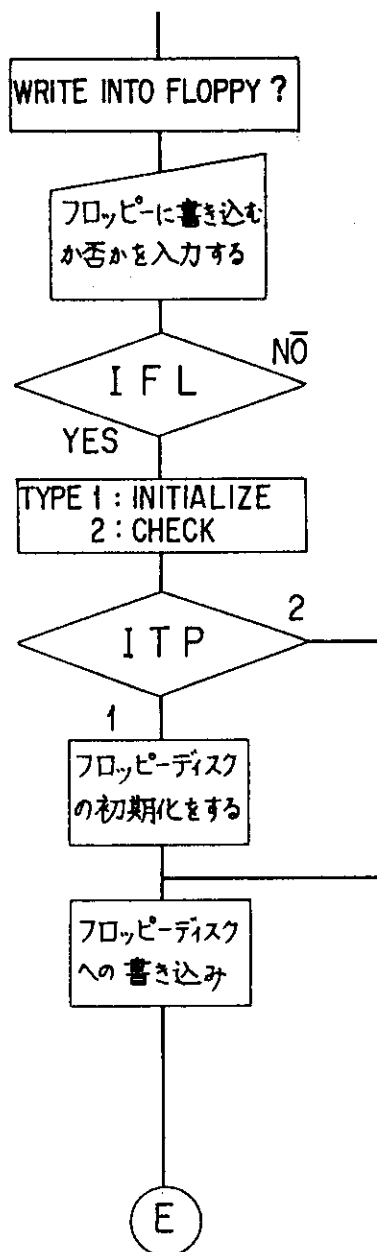 WRITE INTO FLOPPY ?
フロッピーに書き込む
か否かを入力する
NO
I F L
YES
TYPE 1 : INITIALIZE
2 : CHECK
2
I T P
1
フロッピーディスク
の初期化をする
フロッピーディスク
への書き込み
E